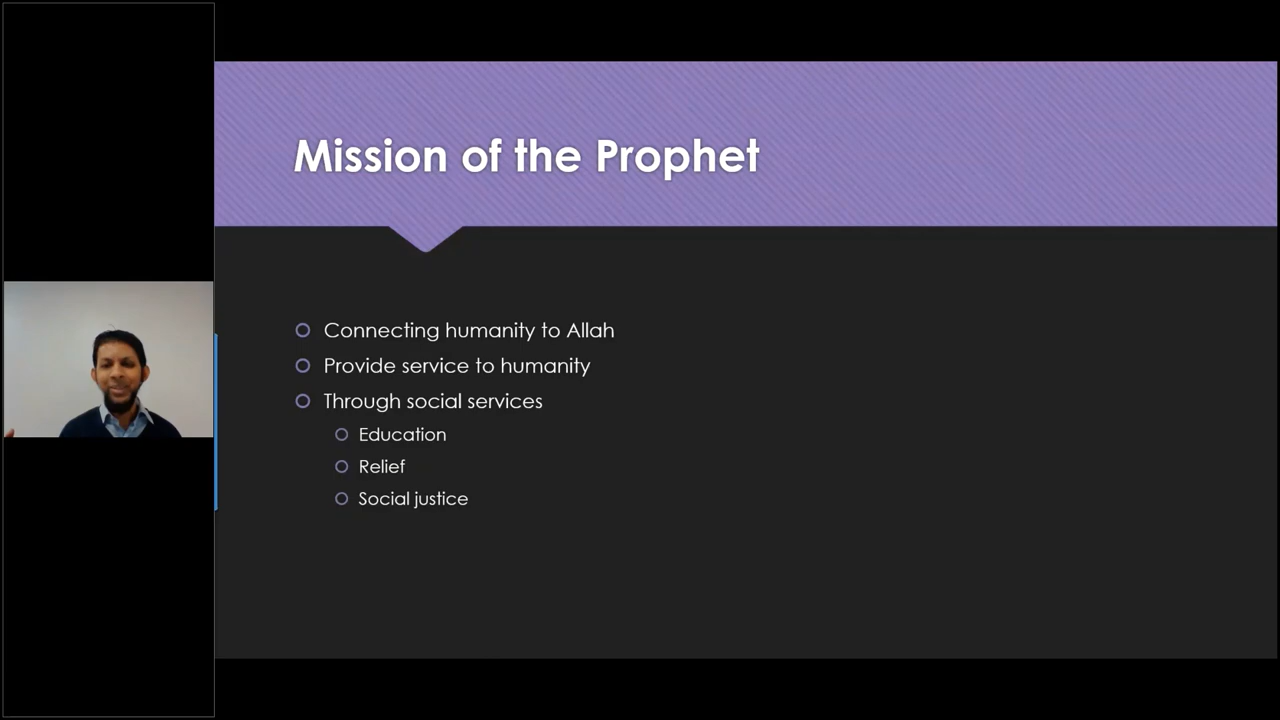 Mission of the Prophet
Connecting humanity to Allah
Provide service to humanity
Through social services
Education
Relief
Social justice